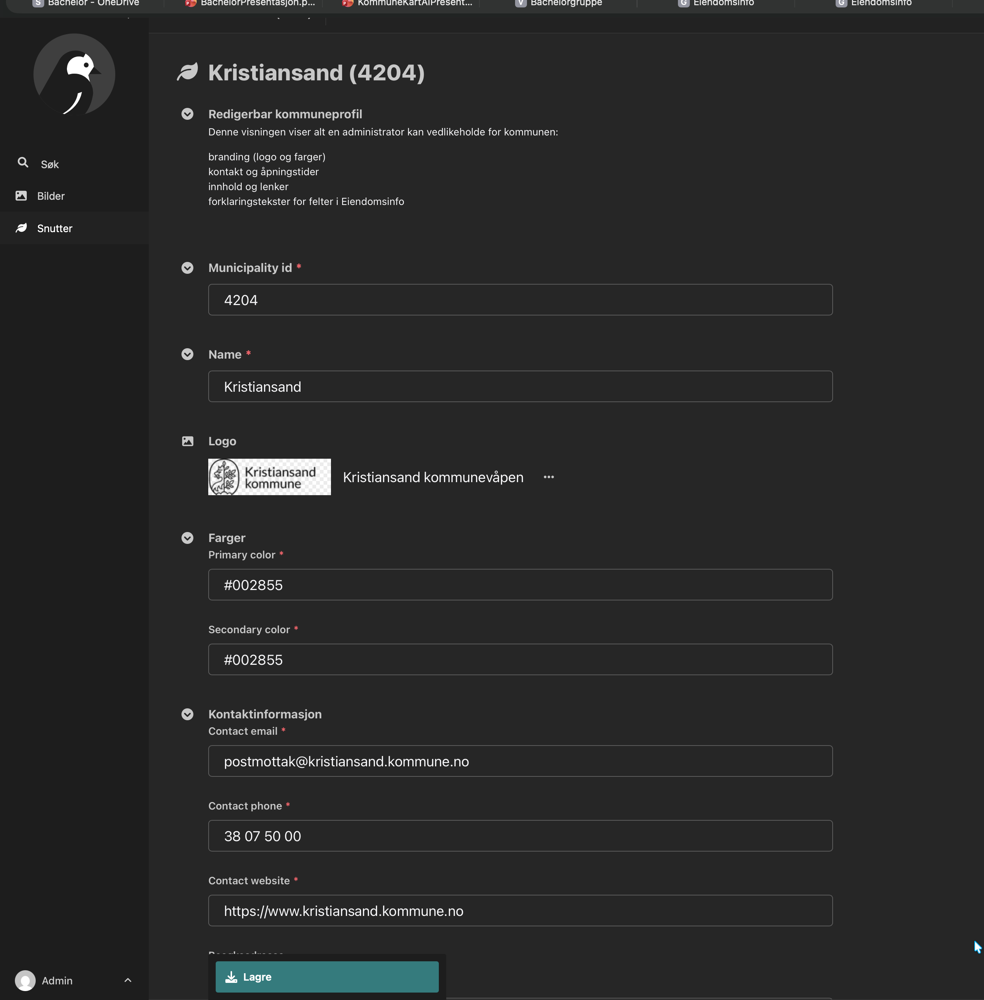 Bachelor - OneDrive
BachelorPresentasjon.p...
KommuneKartAIPresent...
Bachelorgruppe
Eiendomsinfo
Eiendomsinfo
Kristiansand (4204)
Redigerbar kommuneprofil
Denne visningen viser alt en administrator kan vedlikeholde for kommunen:
branding (logo og farger)
kontakt og åpningstider
innhold og lenker
forklaringstekster for felter i Eiendomsinfo
Søk
Bilder
Snutter
Municipality id *
4204
Name *
Kristiansand
Logo
Kristiansand
kommune
Kristiansand kommunevåpen
Farger
Primary color *
#002855
Secondary color *
#002855
Kontaktinformasjon
Contact email *
postmottak@kristiansand.kommune.no
Contact phone *
38 07 50 00
Contact website *
https://www.kristiansand.kommune.no
Lagre
Admin